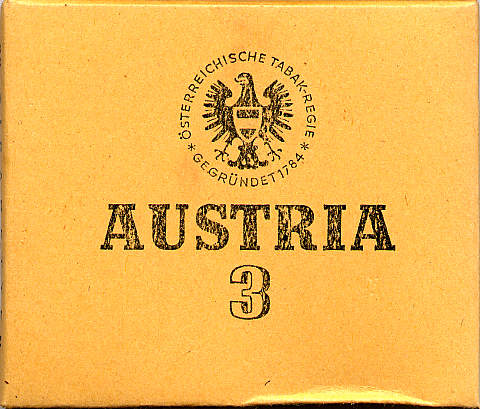 ÖSTERREICHISCHE TABAK-REGIE
* GEGRÜNDET 1784 *
AUSTRIA
3